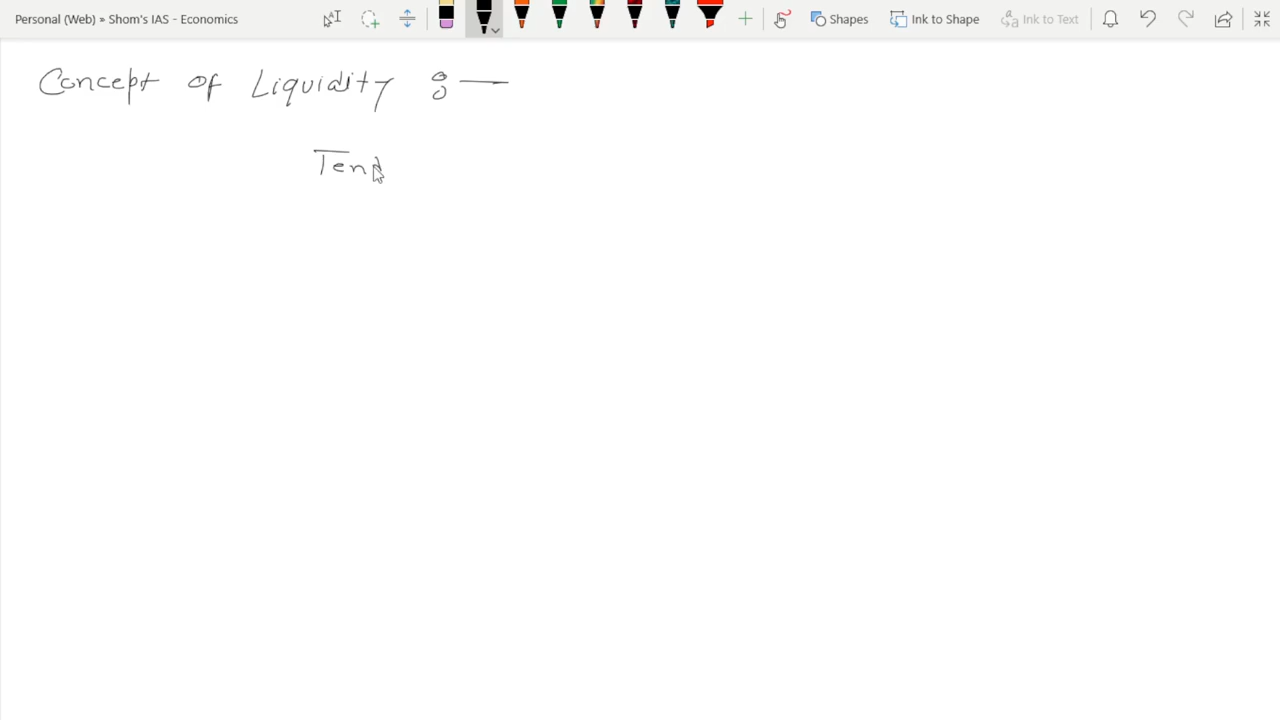 Personal (Web) » Shom's IAS - Economics
Shapes
Ink to Shape
Ink to Text
Concept of Liquidity :—
Tend